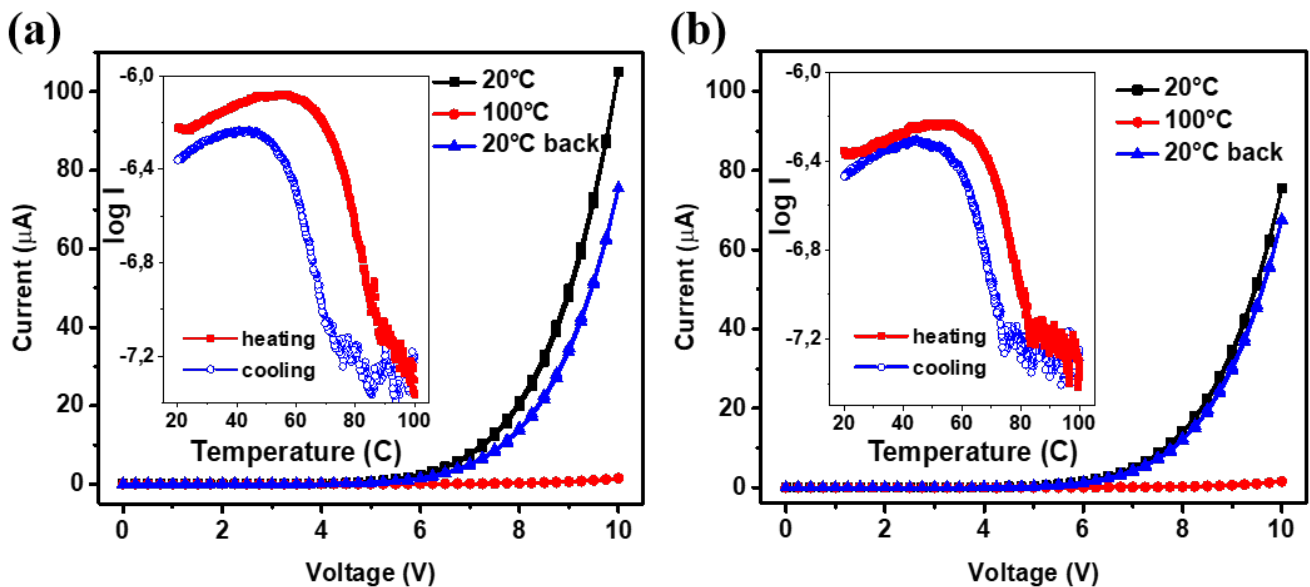 (a)
100
80
60
40
20
0
Current (μA)
0
2
4
6
8
10
Voltage (V)
20°C
100°C
20°C back
-6,0
-6,4
-6,8
-7,2
log I
20
40
60
80
100
Temperature (C)
heating
cooling
(b)
100
80
60
40
20
0
Current (μA)
0
2
4
6
8
10
Voltage (V)
20°C
100°C
20°C back
-6,0
-6,4
-6,8
-7,2
log I
20
40
60
80
100
Temperature (C)
heating
cooling